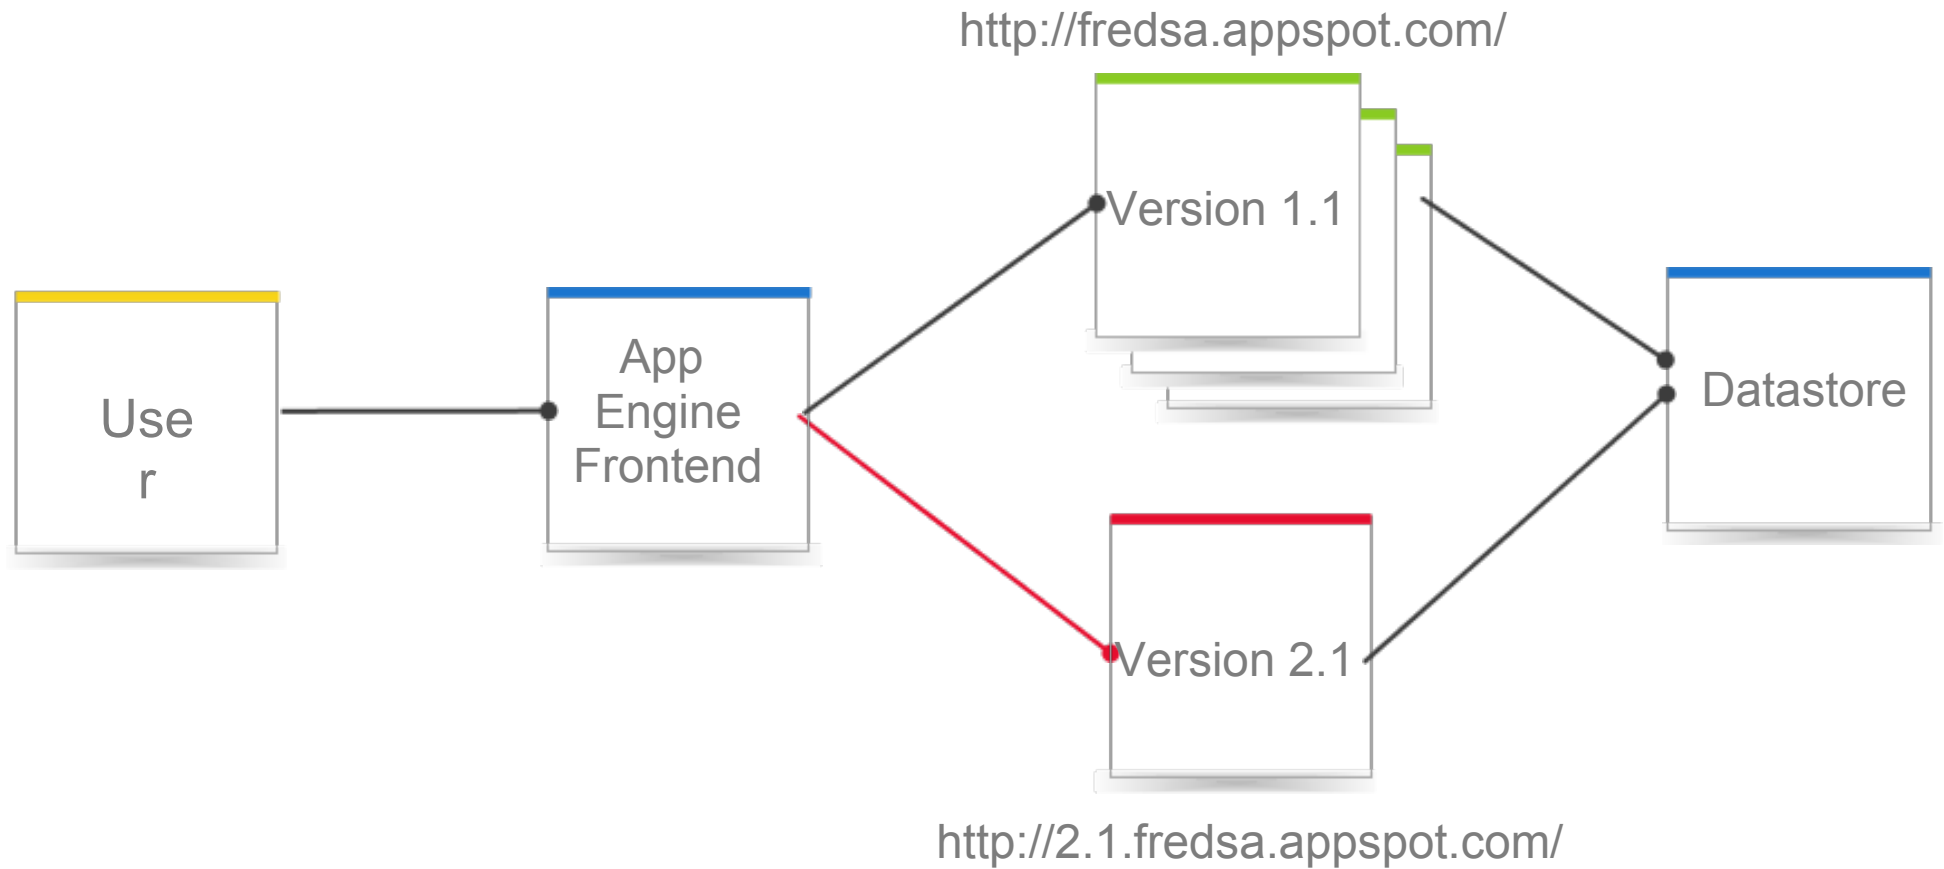 http://fredsa.appspot.com/
Version 1.1
Use
r
App
Engine
Frontend
Datastore
Version 2.1
http://2.1.fredsa.appspot.com/